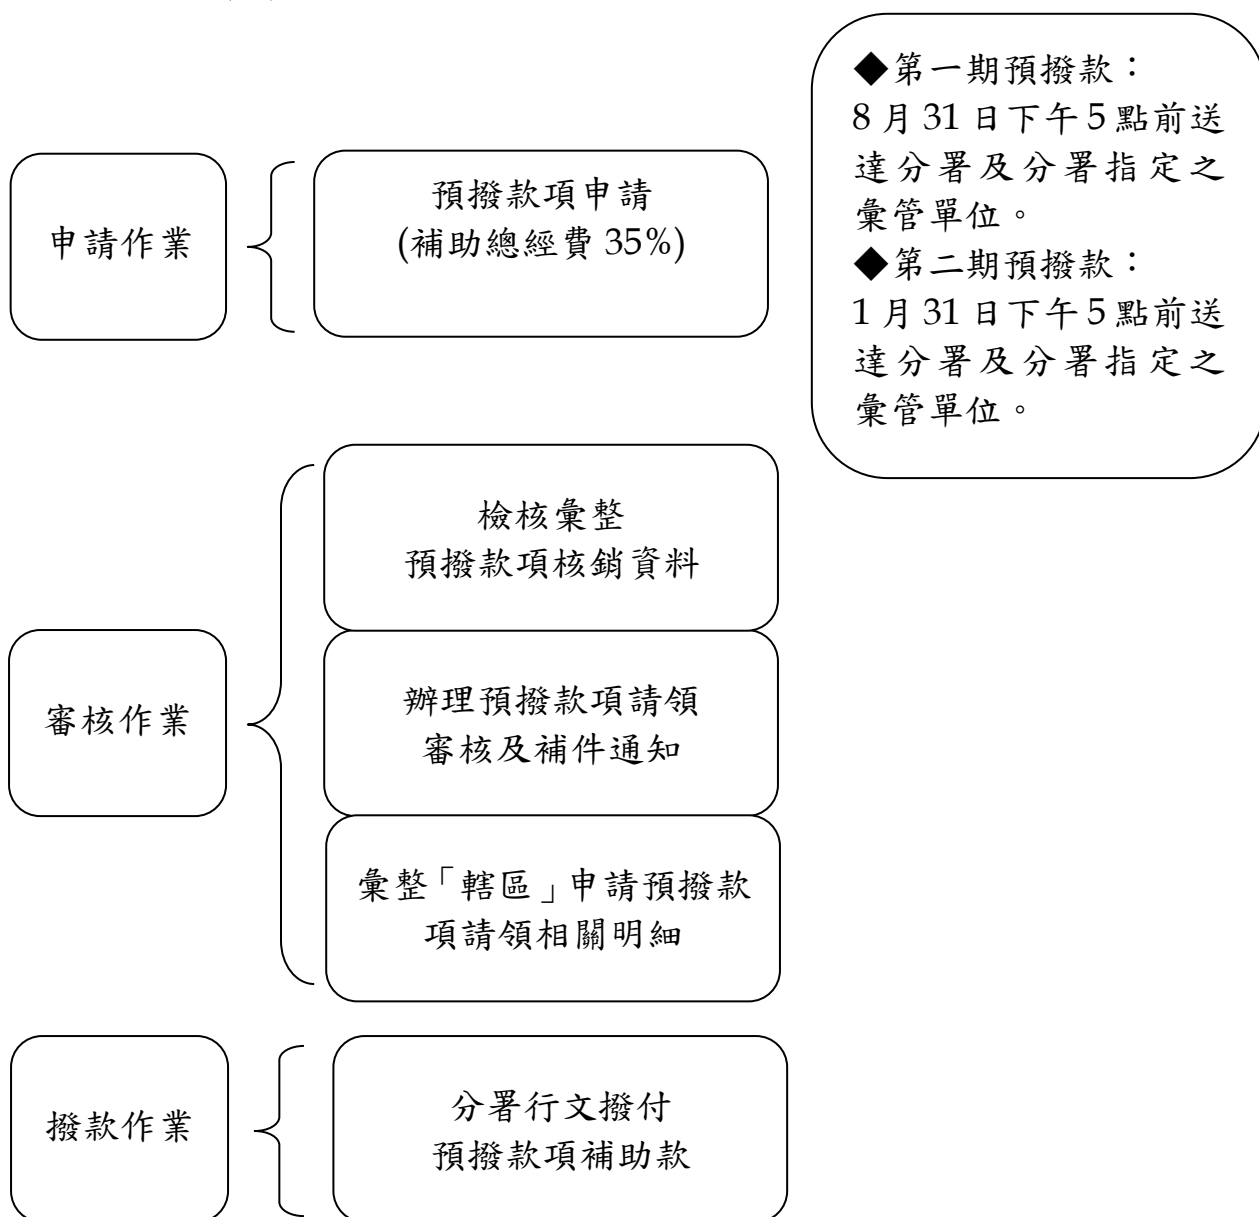 ◆第一期預撥款：
8月31日下午5點前送
達分署及分署指定之
彙管單位。
◆第二期預撥款：
1月31日下午5點前送
達分署及分署指定之
彙管單位。
申請作業
預撥款項申請
(補助總經費 35%)
審核作業
檢核彙整
預撥款項核銷資料
辦理預撥款項請領
審核及補件通知
彙整「轄區」申請預撥款
項請領相關明細
撥款作業
分署行文撥付
預撥款項補助款